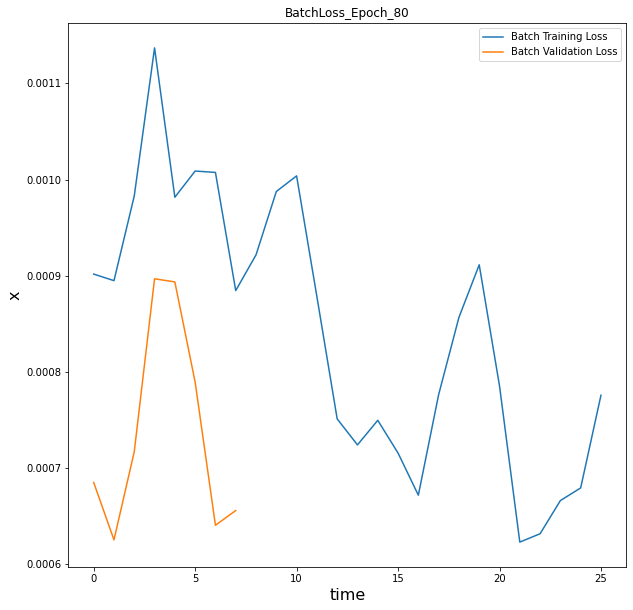 BatchLoss_Epoch_80
Batch Training Loss
Batch Validation Loss
0.0011
0.0010
0.0009
0.0008
0.0007
0.0006
x
0
5
10
15
20
25
time